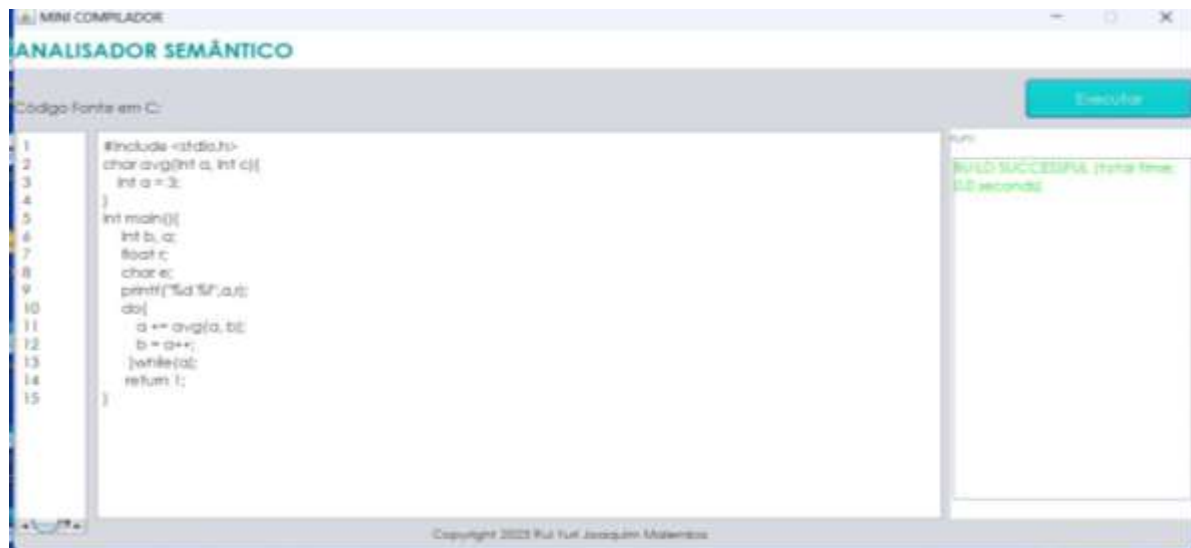 MINI COMPILADOR
ANALISADOR SEMÂNTICO
Código Fonte em C:
Executar
1 #include <stdio.h>
2 char avg(int a, int c){
3 int a = 3;
4 }
5 int main(){
6 int b, a;
7 float r;
8 char e;
9 printf("%d %f",a,r);
10 do{
11 a += avg(a, b);
12 b = a++;
13 }while(a);
14 return 1;
15 }
run:
BUILD SUCCESSFUL (total time:
0.0 seconds)
Copyright 2023 Rui Yuri Joaquim